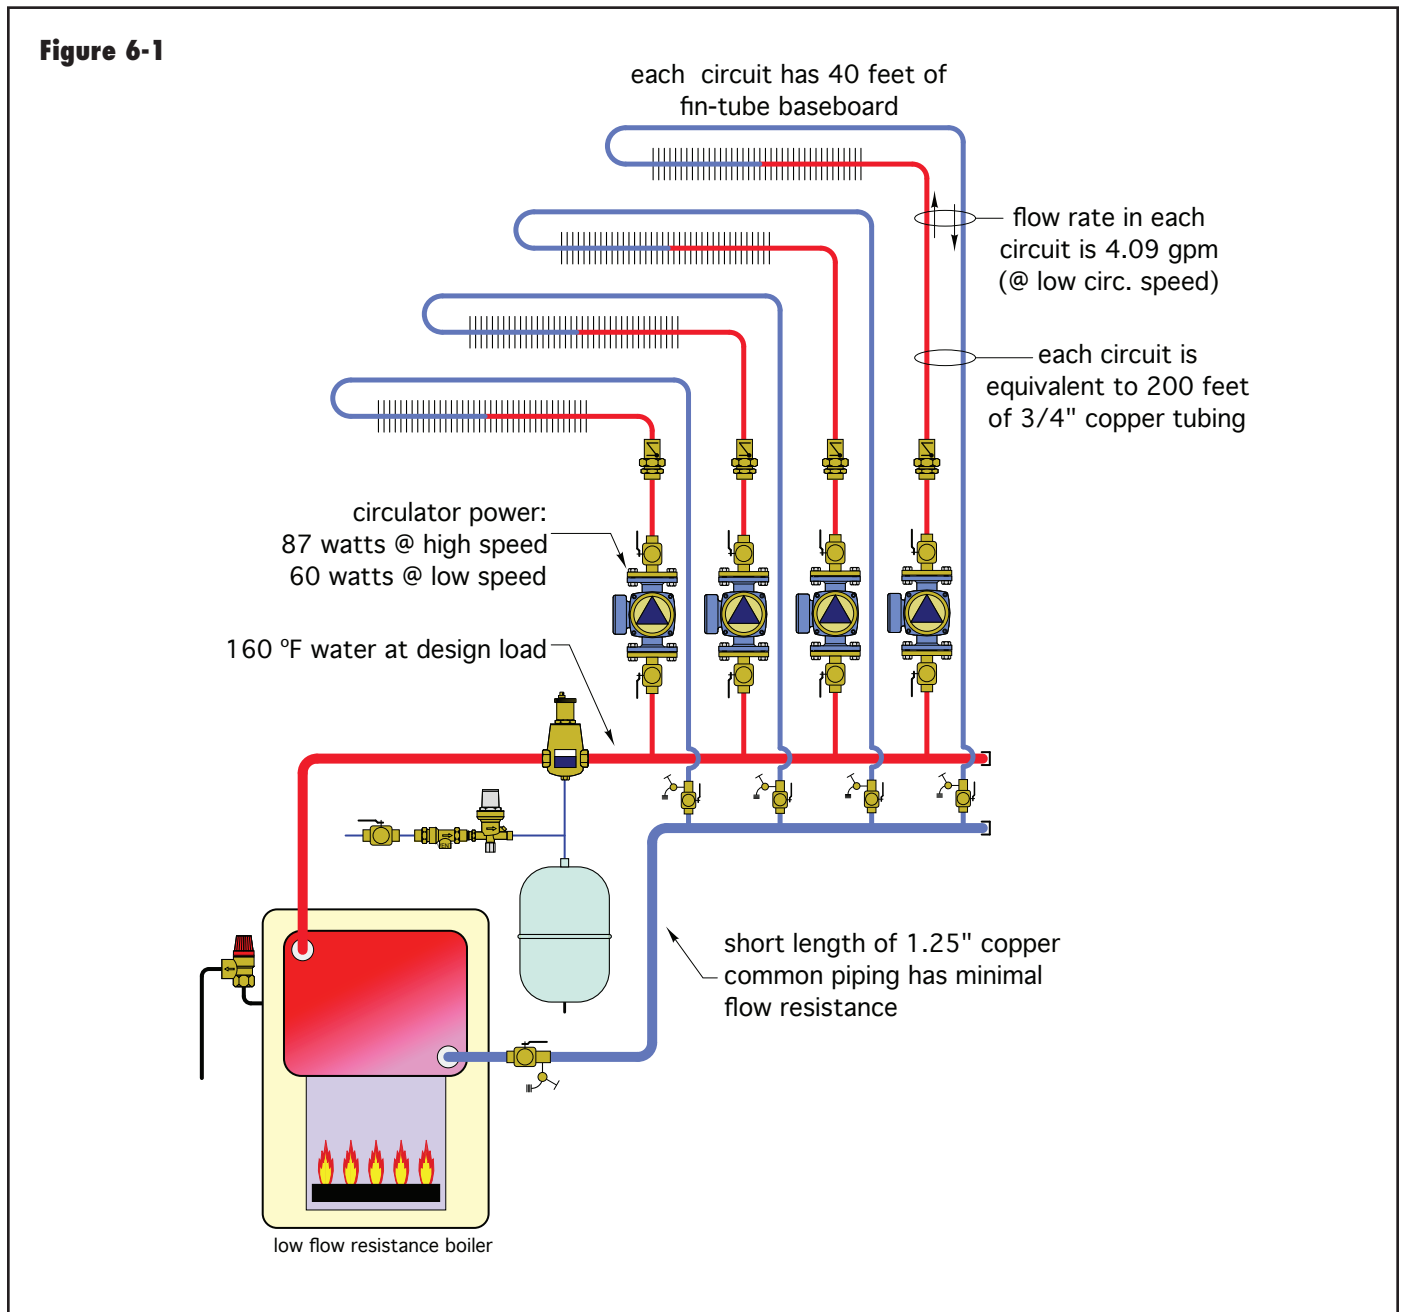 Figure 6-1
each circuit has 40 feet of
fin-tube baseboard
flow rate in each
circuit is 4.09 gpm
(@ low circ. speed)
each circuit is
equivalent to 200 feet
of 3/4" copper tubing
circulator power:
87 watts @ high speed
60 watts @ low speed
160 ºF water at design load
short length of 1.25" copper
common piping has minimal
flow resistance
low flow resistance boiler